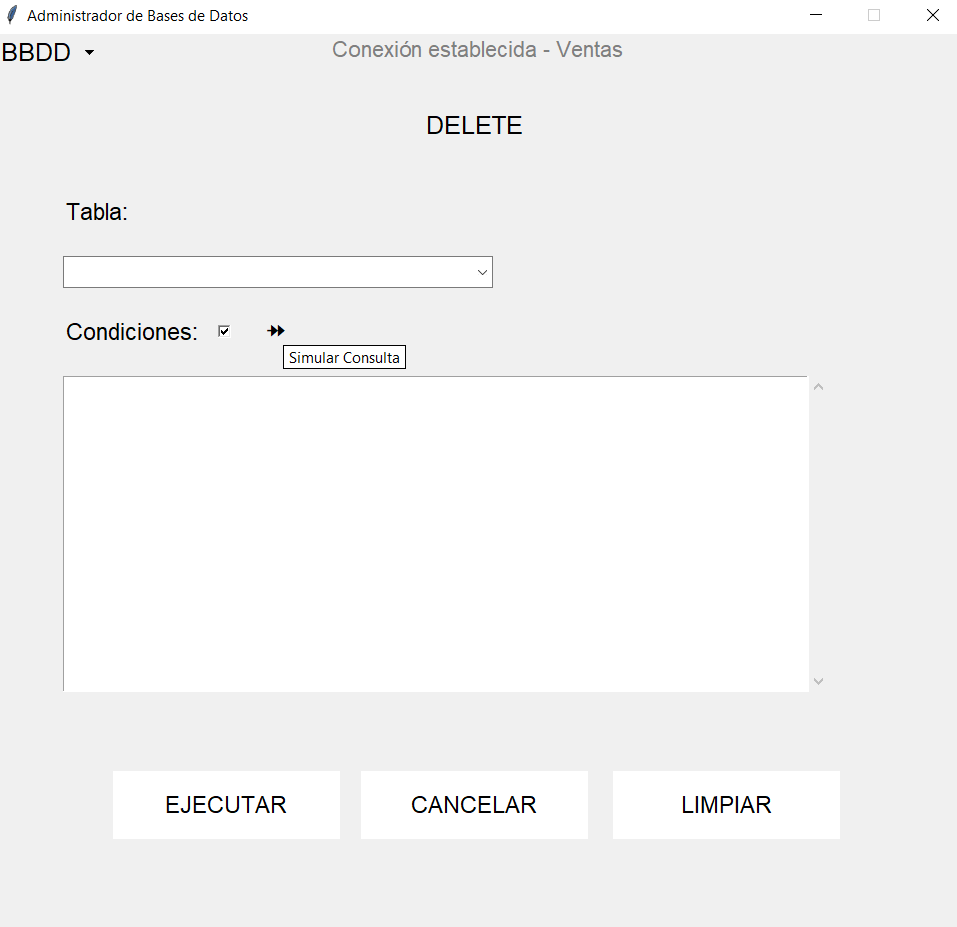 Administrador de Bases de Datos
BBDD
Conexión establecida - Ventas
DELETE
Tabla:
Condiciones:
Simular Consulta
EJECUTAR
CANCELAR
LIMPIAR